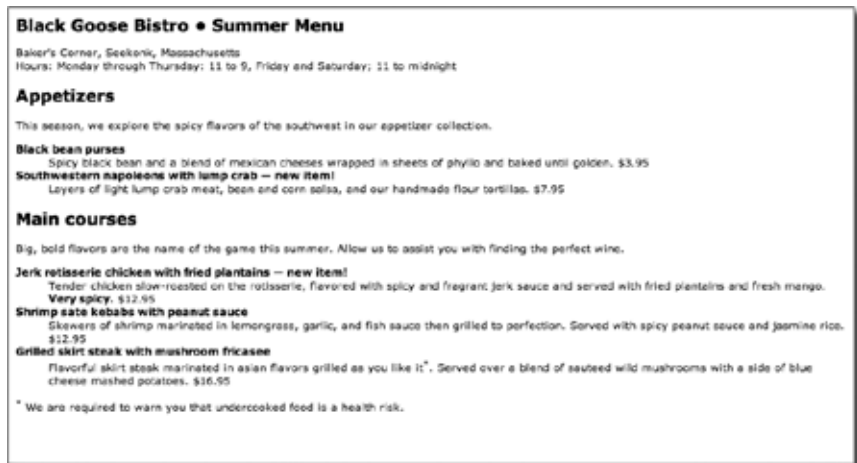 Black Goose Bistro • Summer Menu
Baker's Corner, Seekonk, Massachusetts
Hours: Monday through Thursday: 11 to 9, Friday and Saturday; 11 to midnight
Appetizers
This season, we explore the spicy flavors of the southwest in our appetizer collection.
Black bean purses
Spicy black bean and a blend of mexican cheeses wrapped in sheets of phyllo and baked until golden. $3.95
Southwestern napoleons with lump crab — new item!
Layers of light lump crab meat, bean and corn salsa, and our handmade flour tortillas. $7.95
Main courses
Big, bold flavors are the name of the game this summer. Allow us to assist you with finding the perfect wine.
Jerk rotisserie chicken with fried plantains — new item!
Tender chicken slow-roasted on the rotisserie, flavored with spicy and fragrant jerk sauce and served with fried plantains and fresh mango.
Very spicy. $12.95
Shrimp sate kebabs with peanut sauce
Skewers of shrimp marinated in lemongrass, garlic, and fish sauce then grilled to perfection. Served with spicy peanut sauce and jasmine rice.
$12.95
Grilled skirt steak with mushroom fricasee
Flavorful skirt steak marinated in asian flavors grilled as you like it*. Served over a blend of sauteed wild mushrooms with a side of blue
cheese mashed potatoes. $16.95
* We are required to warn you that undercooked food is a health risk.